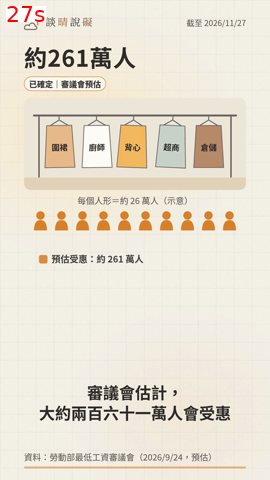 27s
談晴說礙
截至 2026/11/27
約261萬人
已確定｜審議會預估
圍裙 廚師 背心 超商 倉儲
每個人形＝約 26 萬人（示意）
預估受惠：約 261 萬人
審議會估計，
大約兩百六十一萬人會受惠
資料：勞動部最低工資審議會（2026/9/24，預估）